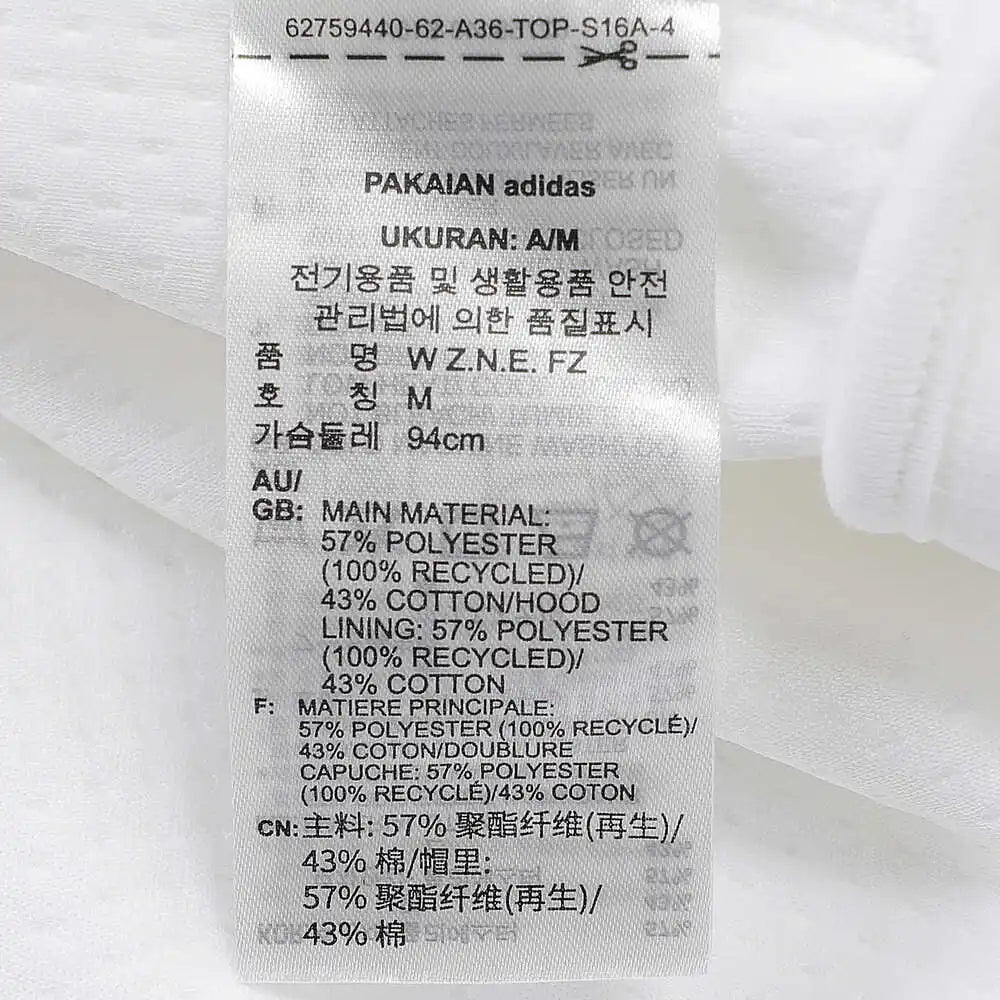 62759440-62-A36-TOP-S16A-4
PAKAIAN adidas
UKURAN: A/M
전기용품 및 생활용품 안전
관리법에 의한 품질표시
품 명 W Z.N.E. FZ
호 칭 M
가슴둘레 94cm
AU/
GB: MAIN MATERIAL:
57% POLYESTER
(100% RECYCLED)/
43% COTTON/HOOD
LINING: 57% POLYESTER
(100% RECYCLED)/
43% COTTON
F: MATIERE PRINCIPALE:
57% POLYESTER (100% RECYCLÉ)/
43% COTON/DOUBLURE
CAPUCHE: 57% POLYESTER
(100% RECYCLÉ)/43% COTON
CN: 主料: 57% 聚酯纤维(再生)/
43% 棉/帽里:
57% 聚酯纤维(再生)/
43% 棉